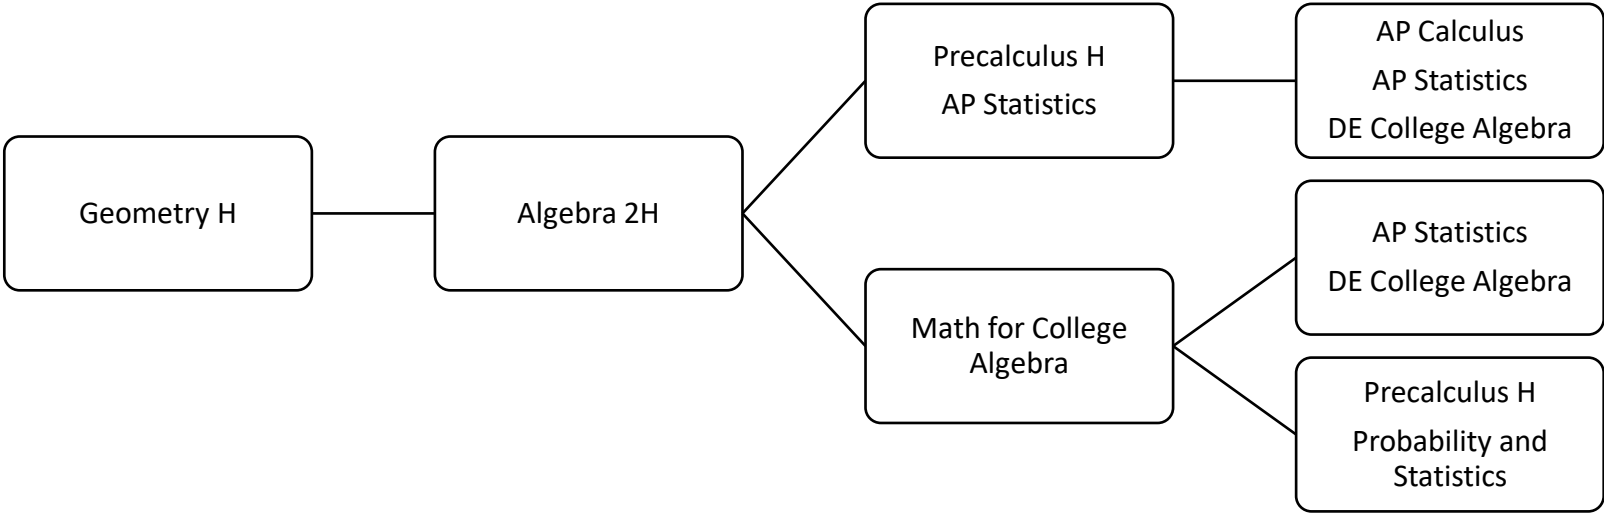 Geometry H
Algebra 2H
Precalculus H
AP Statistics
Math for College
Algebra
AP Calculus
AP Statistics
DE College Algebra
AP Statistics
DE College Algebra
Precalculus H
Probability and
Statistics